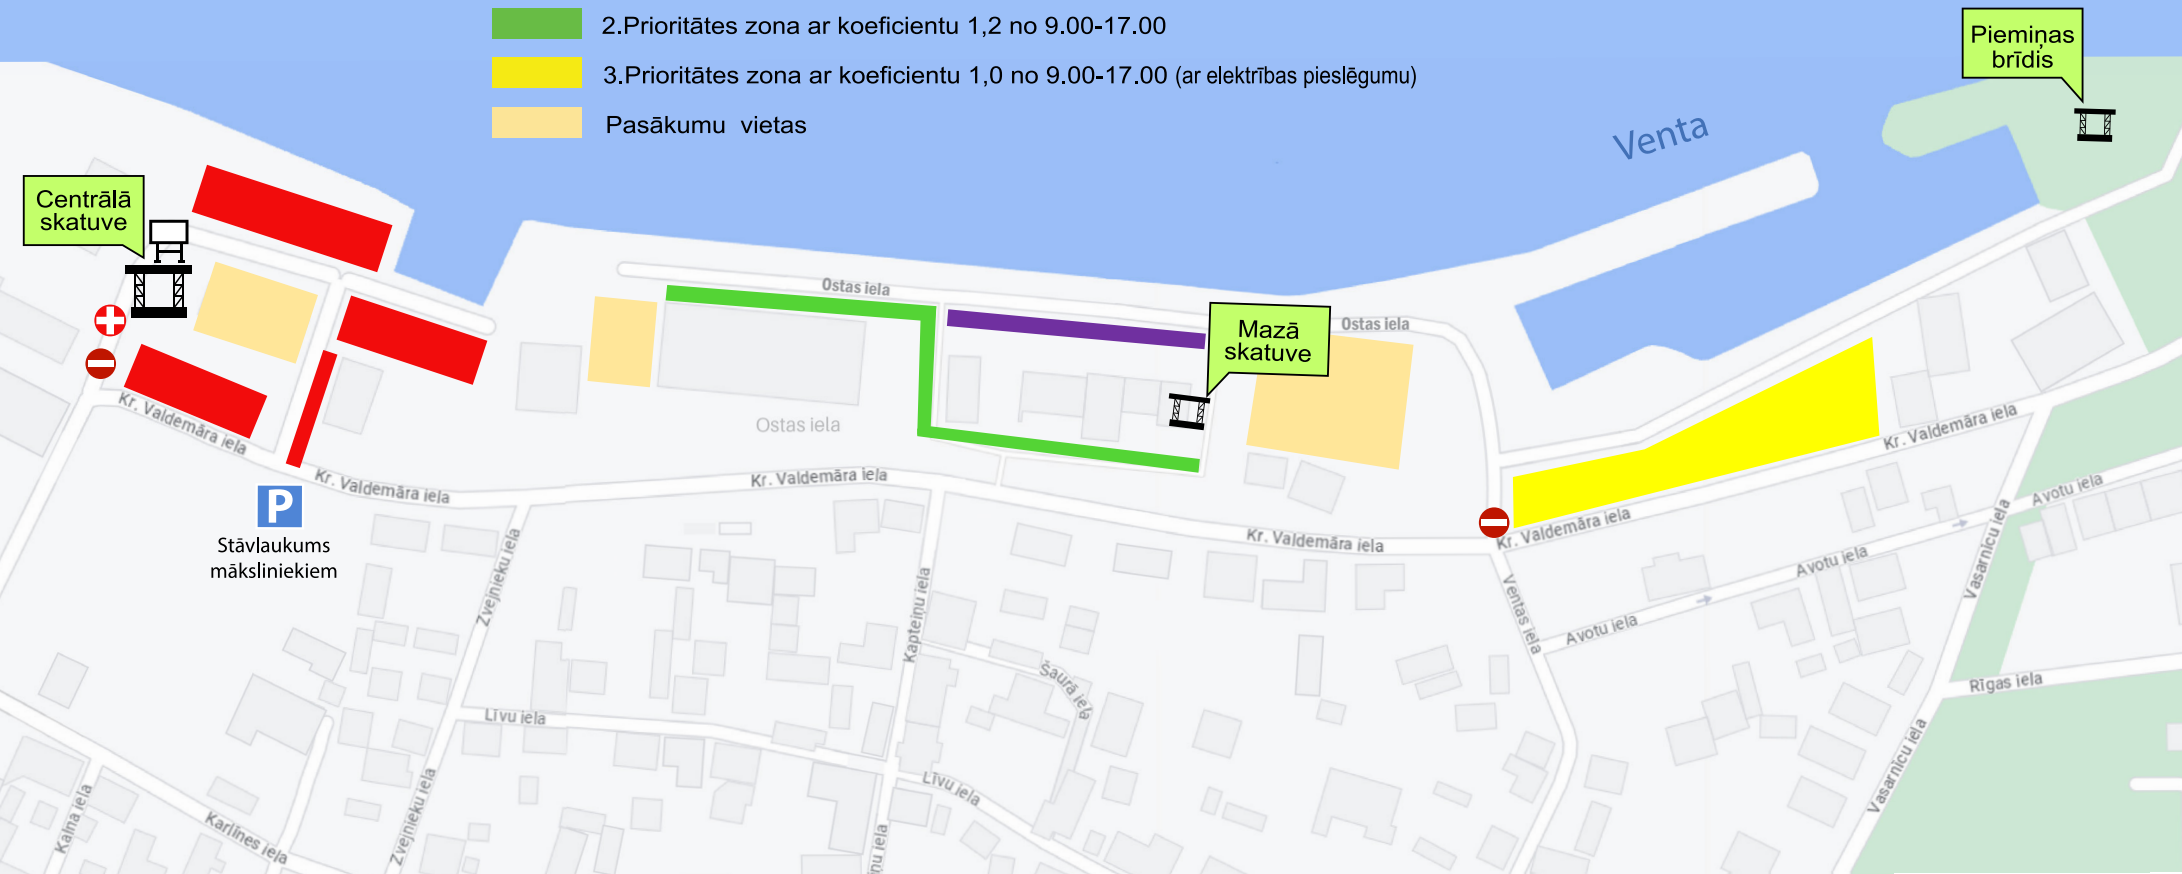 2.Prioritātes zona ar koeficientu 1,2 no 9.00-17.00
3.Prioritātes zona ar koeficientu 1,0 no 9.00-17.00 (ar elektrības pieslēgumu)
Pasākumu vietas
Piemiņas
brīdis
Venta
Centrālā
skatuve
Ostas iela
Mazā
skatuve
Ostas iela
Ostas iela
Kr. Valdemāra iela
Kr. Valdemāra iela
Kr. Valdemāra iela
Kr. Valdemāra iela
Kr. Valdemāra iela
Kr. Valdemāra iela
P
Stāvlaukums
māksliniekiem
Zvejnieku iela
Kapteiņu iela
Ventas iela
Avotu iela
Avotu iela
Avotu iela
Vasarnīcu iela
Šaurā iela
Rīgas iela
Līvu iela
Līvu iela
Vasarnīcu iela
Kalna iela
Karlīnes iela
Zvejnieku iela
ņu iela